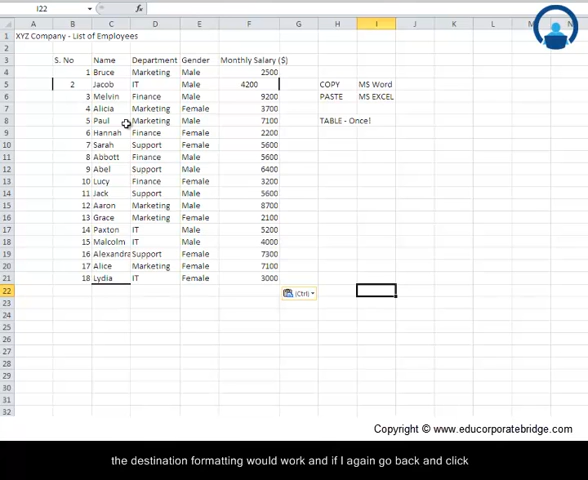 I22 fx
A B C D E F G H I J K L M N
1 XYZ Company - List of Employees
2
3 S. No Name Department Gender Monthly Salary ($)
4 1 Bruce Marketing Male 2500
5 2 Jacob IT Male 4200 COPY MS Word
6 3 Melvin Finance Male 9200 PASTE MS EXCEL
7 4 Alicia Marketing Female 3700
8 5 Paul Marketing Male 7100 TABLE - Once!
9 6 Hannah Finance Female 2200
10 7 Sarah Support Female 5600
11 8 Abbott Finance Male 5600
12 9 Abel Support Male 6400
13 10 Lucy Finance Female 3200
14 11 Jack Support Male 5600
15 12 Aaron Marketing Male 8700
16 13 Grace Marketing Female 2100
17 14 Paxton IT Male 5200
18 15 Malcolm IT Male 4000
19 16 Alexandra Support Female 7300
20 17 Alice Marketing Female 7100
21 18 Lydia IT Female 3000
22 (Ctrl)
23
24
25
26
27
28
29
30
31
32
Copyright © www.educorporatebridge.com
the destination formatting would work and if I again go back and click